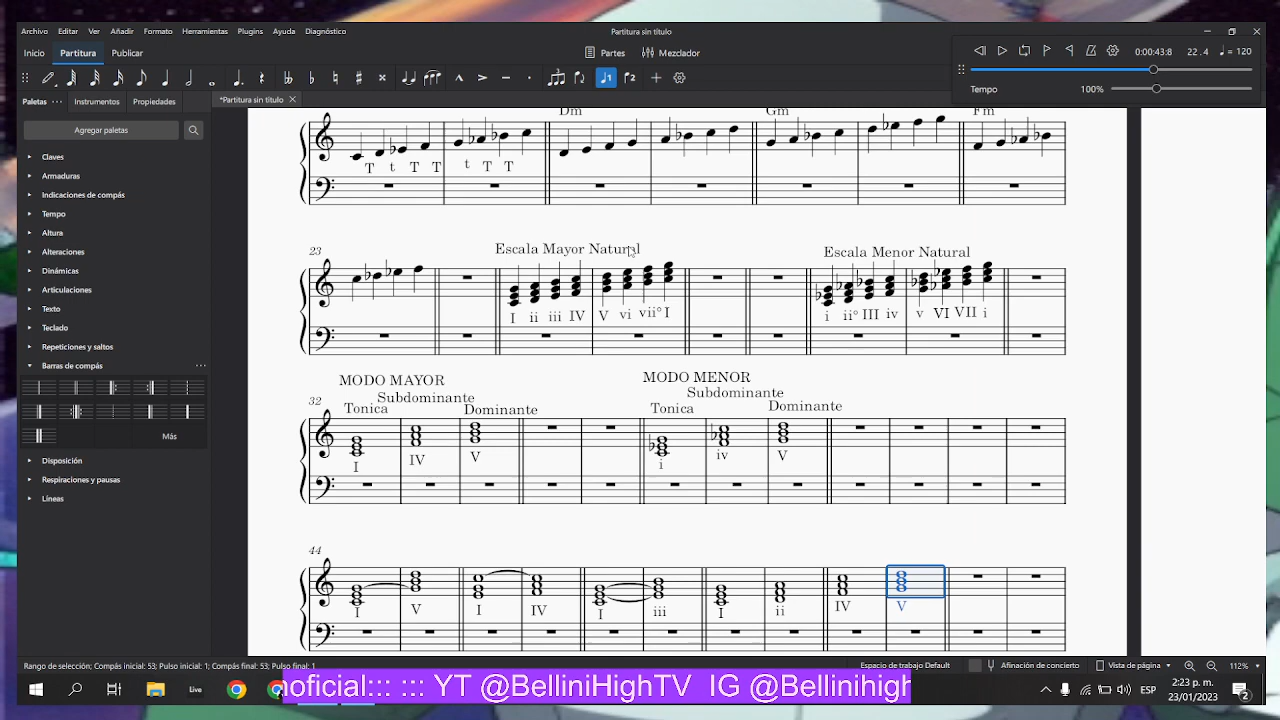 Archivo Editar Ver Añadir Formato Herramientas Plugins Ayuda Diagnóstico Partitura sin título
Inicio Partitura Publicar Partes Mezclador
0:00:43:8 22 .4 = 120
Tempo 100%
Paletas Instrumentos Propiedades *Partitura sin título
Agregar paletas
Claves
Armaduras
Indicaciones de compás
Tempo
Altura
Alteraciones
Dinámicas
Articulaciones
Texto
Teclado
Repeticiones y saltos
Barras de compás
Más
Disposición
Respiraciones y pausas
Líneas
Dm Gm Fm
T t T T t T T
23 Escala Mayor Natural Escala Menor Natural
I ii iii IV V vi vii° I i ii° III iv v VI VII i
MODO MAYOR MODO MENOR
Subdominante Subdominante
32 Tonica Dominante Tonica Dominante
I IV V i iv V
44
I V I IV I iii I ii IV V
Rango de selección; Compás inicial: 53; Pulso inicial: 1; Compás final: 53; Pulso final: 1 Espacio de trabajo Default Afinación de concierto Vista de página 112%
Live noficial::: ::: YT @BelliniHighTV IG @Bellinihigh ESP 2:23 p. m.
23/01/2023 2